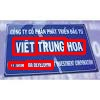 CÔNG TY CỔ PHẦN PHÁT TRIỂN ĐẦU TƯ
VIỆT TRUNG HOA
INVESTMENT CORPORATION